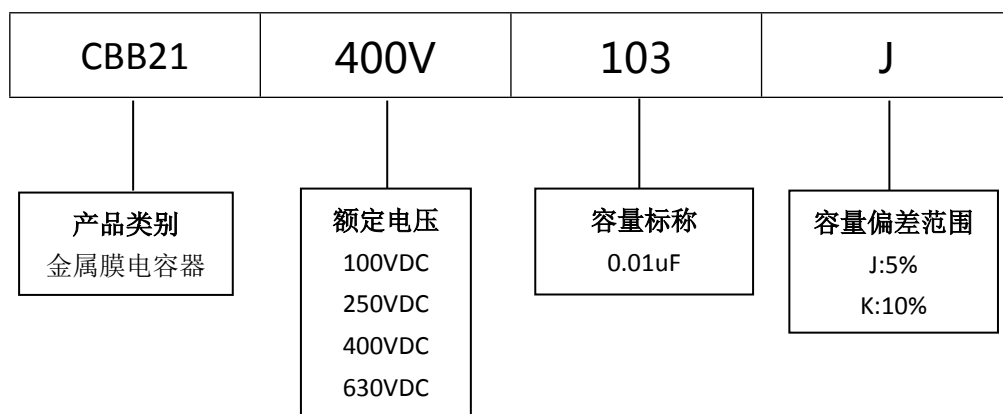 CBB21 400V 103 J
产品类别
金属膜电容器
额定电压
100VDC
250VDC
400VDC
630VDC
容量标称
0.01uF
容量偏差范围
J:5%
K:10%